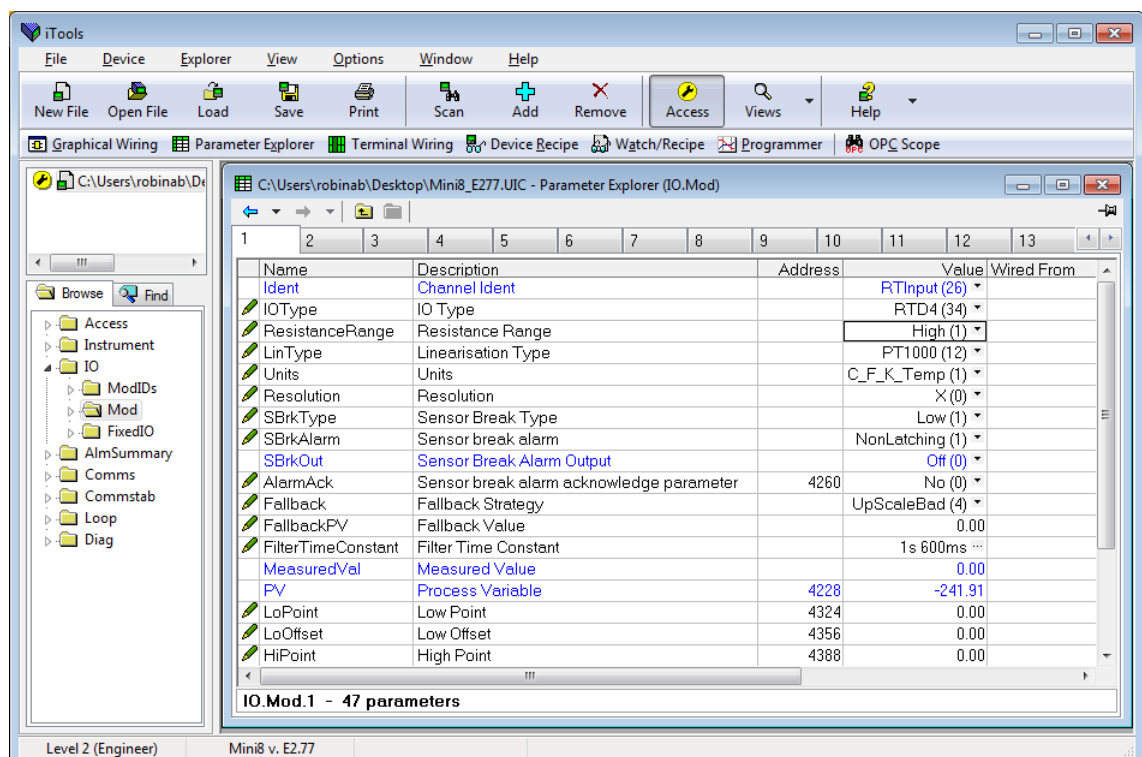 iTools
File Device Explorer View Options Window Help
New File Open File Load Save Print Scan Add Remove Access Views Help
Graphical Wiring Parameter Explorer Terminal Wiring Device Recipe Watch/Recipe Programmer OPC OPC Scope
C:\Users\robinab\De
C:\Users\robinab\Desktop\Mini8_E277.UIC - Parameter Explorer (IO.Mod)
1 2 3 4 5 6 7 8 9 10 11 12 13
Browse Find
Access
Instrument
IO
ModIDs
Mod
FixedIO
AlmSummary
Comms
Commstab
Loop
Diag
Name Description Address Value Wired From
Ident Channel Ident RTInput (26)
IOType IO Type RTD4 (34)
ResistanceRange Resistance Range High (1)
LinType Linearisation Type PT1000 (12)
Units Units C_F_K_Temp (1)
Resolution Resolution X (0)
SBrkType Sensor Break Type Low (1)
SBrkAlarm Sensor break alarm NonLatching (1)
SBrkOut Sensor Break Alarm Output Off (0)
AlarmAck Sensor break alarm acknowledge parameter 4260 No (0)
Fallback Fallback Strategy UpScaleBad (4)
FallbackPV Fallback Value 0.00
FilterTimeConstant Filter Time Constant 1s 600ms ...
MeasuredVal Measured Value 0.00
PV Process Variable 4228 -241.91
LoPoint Low Point 4324 0.00
LoOffset Low Offset 4356 0.00
HiPoint High Point 4388 0.00
IO.Mod.1 - 47 parameters
Level 2 (Engineer) Mini8 v. E2.77